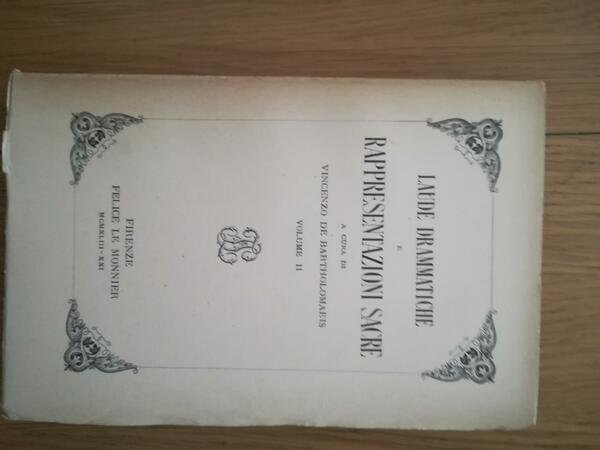 LAUDE DRAMMATICHE
E
RAPPRESENTAZIONI SACRE
A CURA DI
VINCENZO DE BARTHOLOMAEIS
VOLUME II
FIRENZE
FELICE LE MONNIER
MCMXLIII - XXI